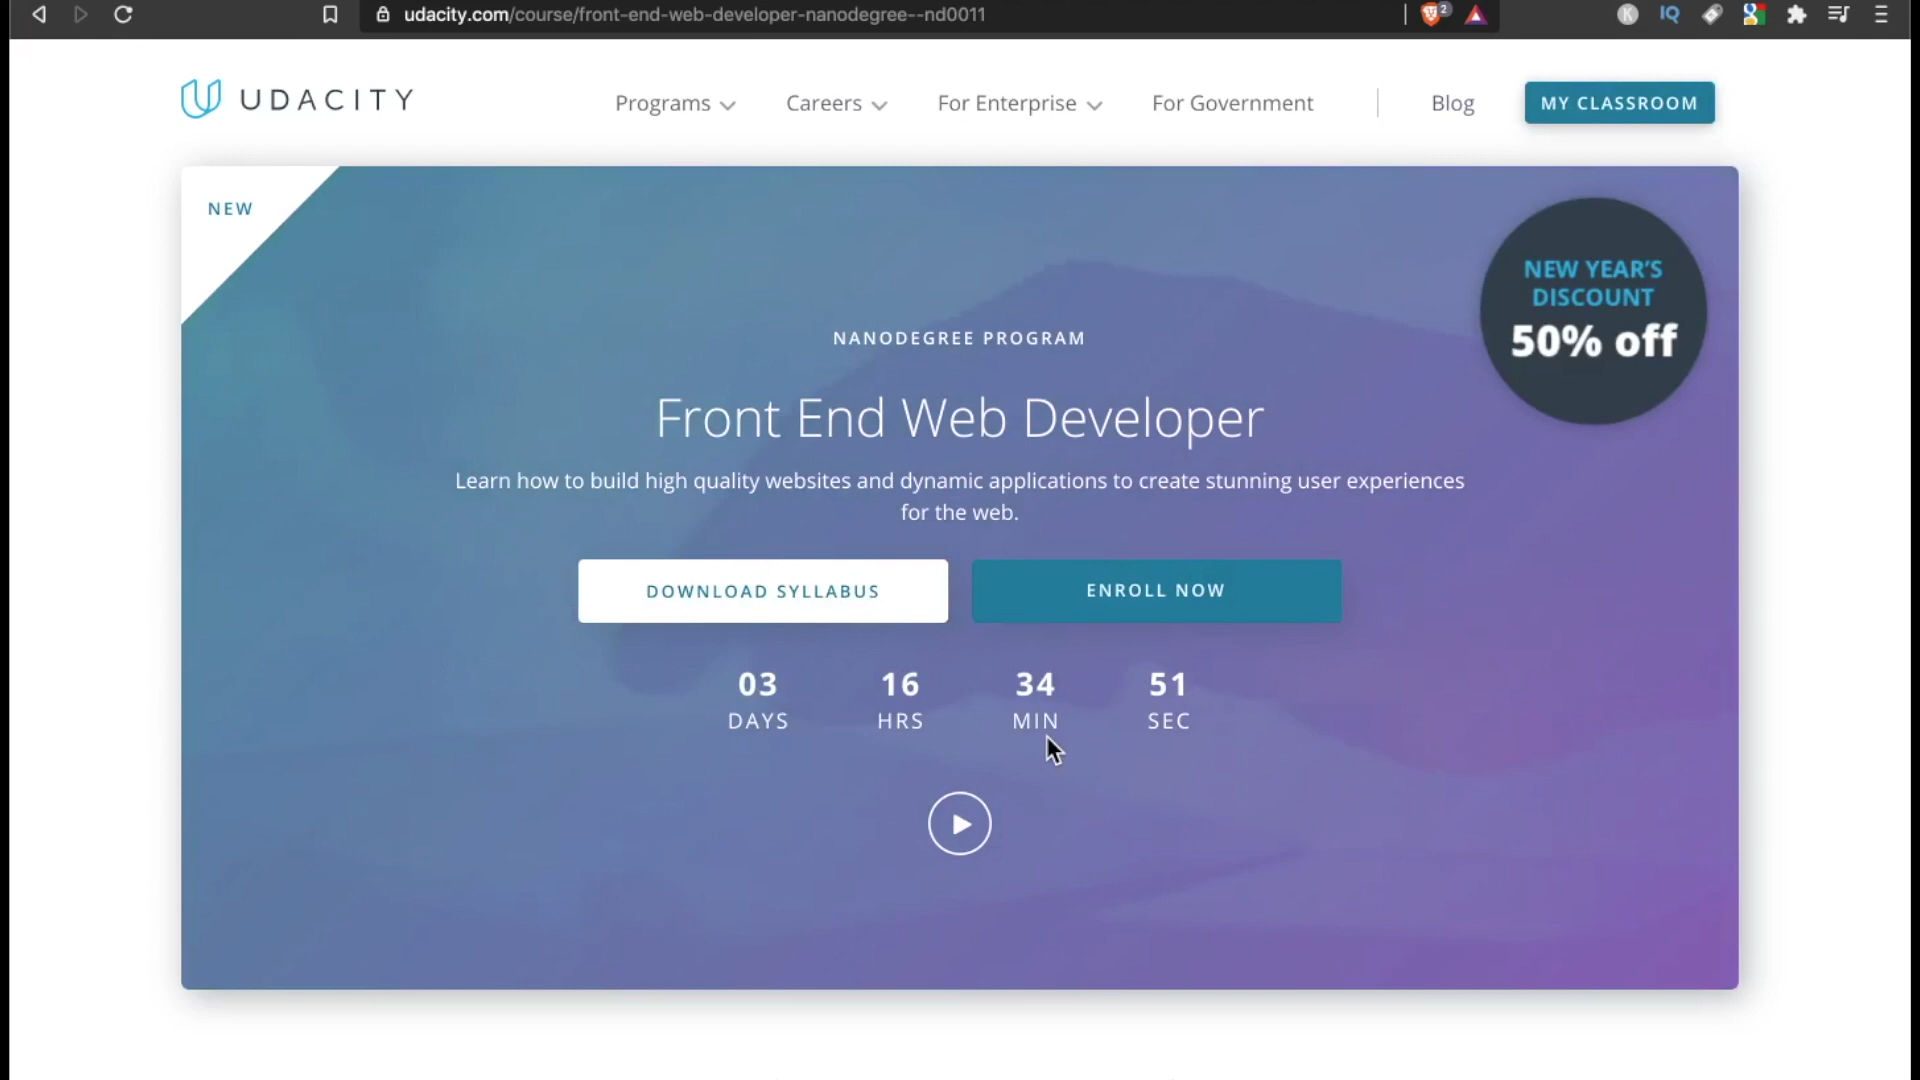 udacity.com/course/front-end-web-developer-nanodegree--nd0011
2
K
IQ
UDACITY
Programs
Careers
For Enterprise
For Government
Blog
MY CLASSROOM
NEW
NEW YEAR'S
DISCOUNT
50% off
NANODEGREE PROGRAM
Front End Web Developer
Learn how to build high quality websites and dynamic applications to create stunning user experiences
for the web.
DOWNLOAD SYLLABUS
ENROLL NOW
03 16 34 51
DAYS HRS MIN SEC